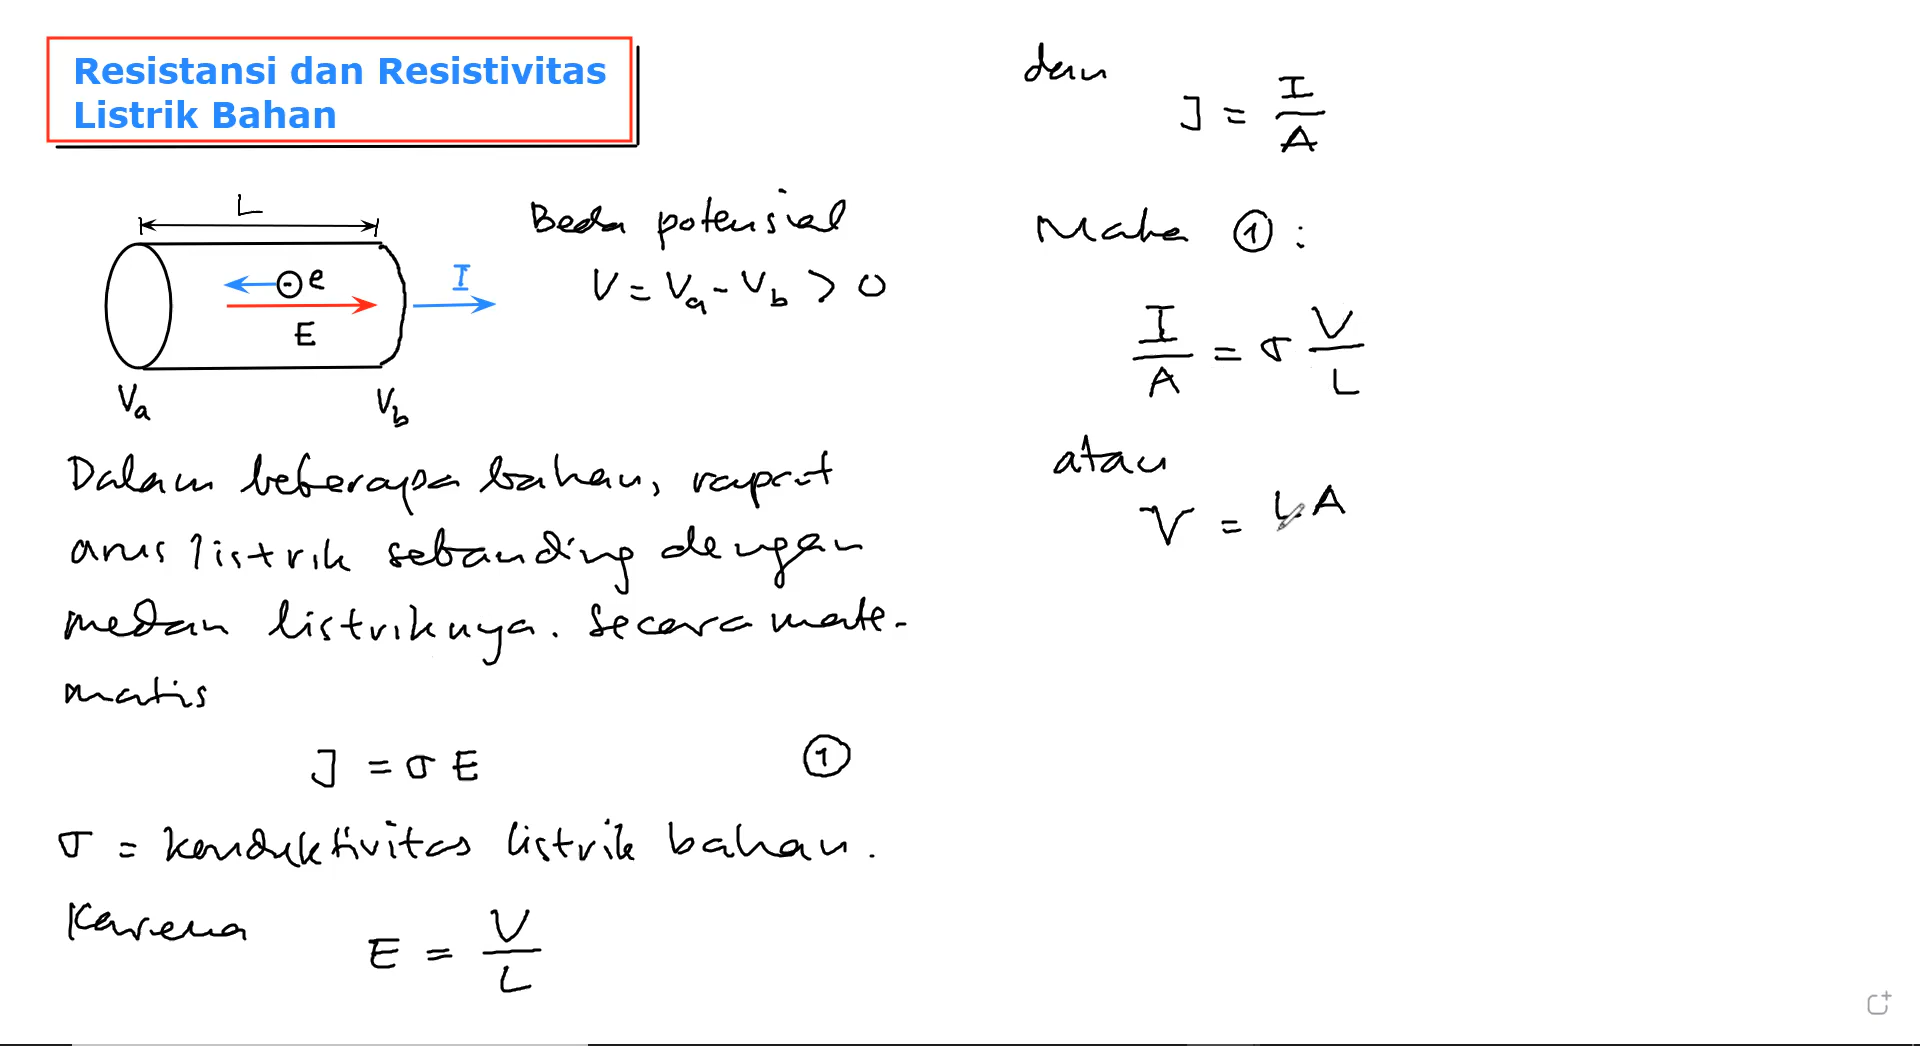 Resistansi dan Resistivitas
Listrik Bahan
L
e
E
I
Va
Vb
Beda potensial
V = Va - Vb > 0
Dalam beberapa bahan, rapat
arus listrik sebanding dengan
medan listriknya. Secara mate-
matis
J = σ E ①
σ = konduktivitas listrik bahan.
Karena
E = V / L
dan
J = I / A
Maka ① :
I / A = σ V / L
atau
V = L A